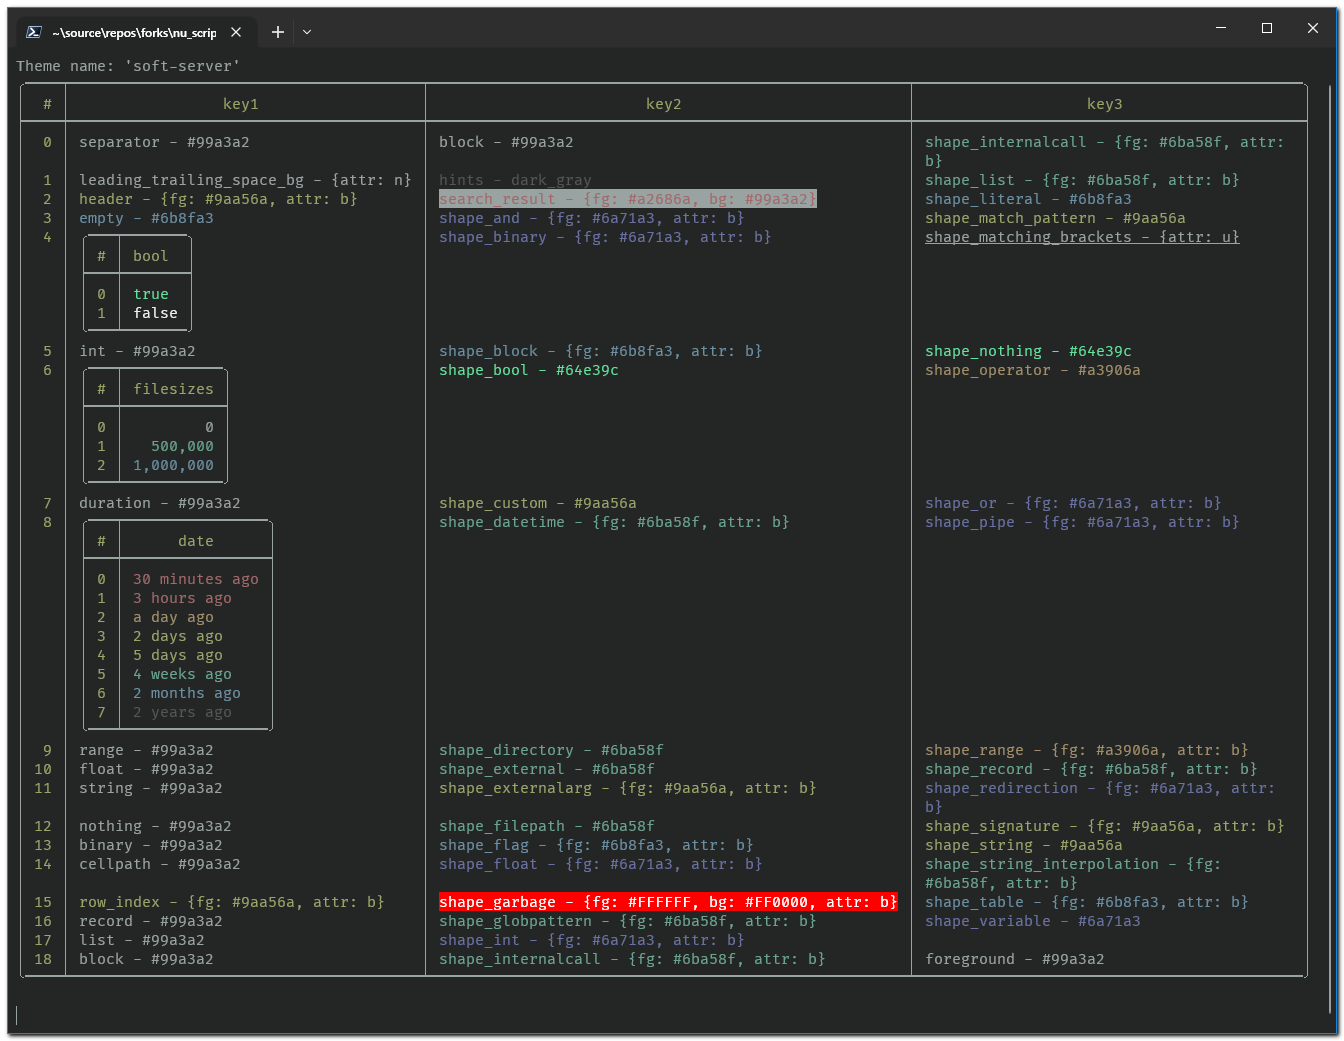 ~\source\repos\forks\nu_scrip
Theme name: 'soft-server'
# key1 key2 key3
0 separator - #99a3a2 block - #99a3a2 shape_internalcall - {fg: #6ba58f, attr:
b}
1 leading_trailing_space_bg - {attr: n} hints - dark_gray shape_list - {fg: #6ba58f, attr: b}
2 header - {fg: #9aa56a, attr: b} search_result - {fg: #a2686a, bg: #99a3a2} shape_literal - #6b8fa3
3 empty - #6b8fa3 shape_and - {fg: #6a71a3, attr: b} shape_match_pattern - #9aa56a
4 shape_binary - {fg: #6a71a3, attr: b} shape_matching_brackets - {attr: u}
# bool
0 true
1 false
5 int - #99a3a2 shape_block - {fg: #6b8fa3, attr: b} shape_nothing - #64e39c
6 shape_bool - #64e39c shape_operator - #a3906a
# filesizes
0 0
1 500,000
2 1,000,000
7 duration - #99a3a2 shape_custom - #9aa56a shape_or - {fg: #6a71a3, attr: b}
8 shape_datetime - {fg: #6ba58f, attr: b} shape_pipe - {fg: #6a71a3, attr: b}
# date
0 30 minutes ago
1 3 hours ago
2 a day ago
3 2 days ago
4 5 days ago
5 4 weeks ago
6 2 months ago
7 2 years ago
9 range - #99a3a2 shape_directory - #6ba58f shape_range - {fg: #a3906a, attr: b}
10 float - #99a3a2 shape_external - #6ba58f shape_record - {fg: #6ba58f, attr: b}
11 string - #99a3a2 shape_externalarg - {fg: #9aa56a, attr: b} shape_redirection - {fg: #6a71a3, attr:
b}
12 nothing - #99a3a2 shape_filepath - #6ba58f shape_signature - {fg: #9aa56a, attr: b}
13 binary - #99a3a2 shape_flag - {fg: #6b8fa3, attr: b} shape_string - #9aa56a
14 cellpath - #99a3a2 shape_float - {fg: #6a71a3, attr: b} shape_string_interpolation - {fg:
#6ba58f, attr: b}
15 row_index - {fg: #9aa56a, attr: b} shape_garbage - {fg: #FFFFFF, bg: #FF0000, attr: b} shape_table - {fg: #6b8fa3, attr: b}
16 record - #99a3a2 shape_globpattern - {fg: #6ba58f, attr: b} shape_variable - #6a71a3
17 list - #99a3a2 shape_int - {fg: #6a71a3, attr: b}
18 block - #99a3a2 shape_internalcall - {fg: #6ba58f, attr: b} foreground - #99a3a2